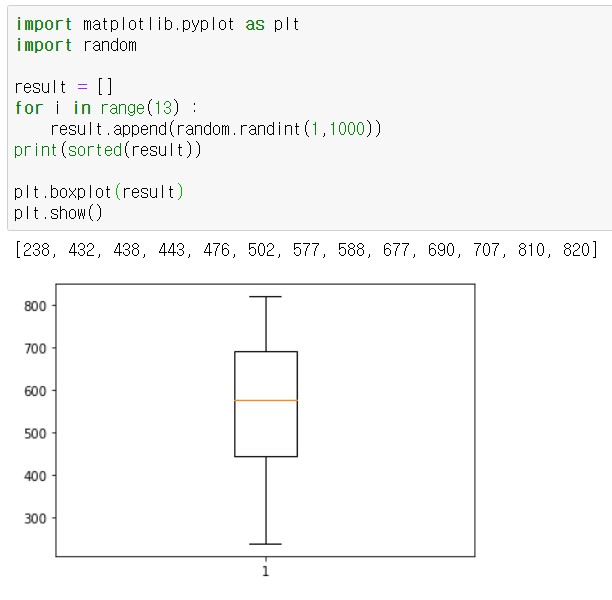 import matplotlib.pyplot as plt
import random
result = []
for i in range(13) :
    result.append(random.randint(1,1000))
print(sorted(result))
plt.boxplot(result)
plt.show()
[238, 432, 438, 443, 476, 502, 577, 588, 677, 690, 707, 810, 820]
800
700
600
500
400
300
1